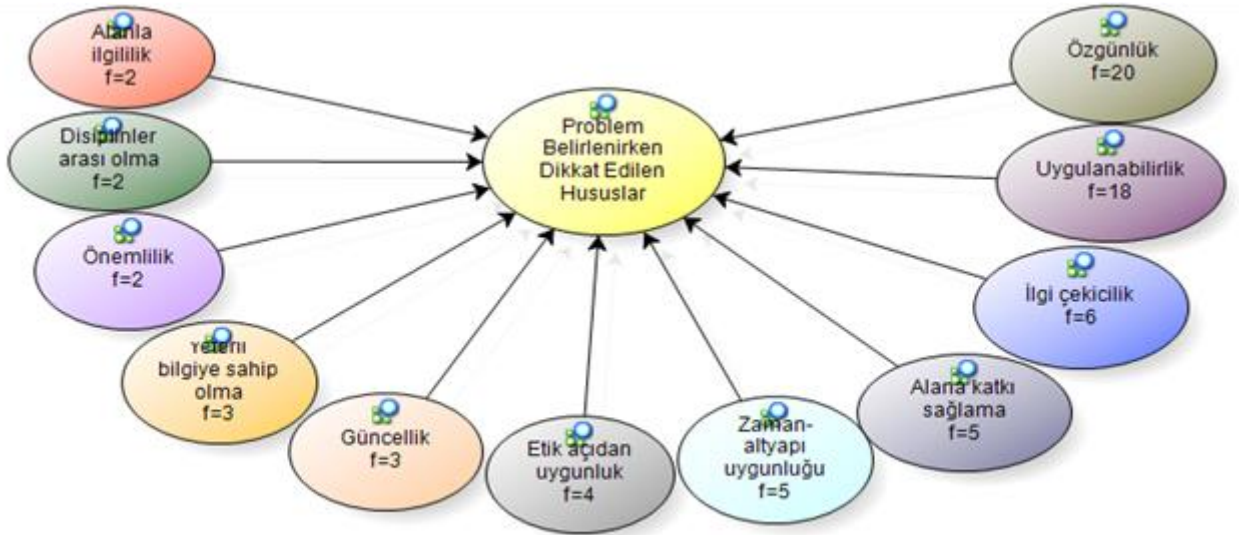 Alanla
ilgililik
f=2
Disiplinler
arası olma
f=2
Önemlilik
f=2
Yeterli
bilgiye sahip
olma
f=3
Güncellik
f=3
Etik açıdan
uygunluk
f=4
Zaman-
altyapı
uygunluğu
f=5
Alana katkı
sağlama
f=5
İlgi çekicilik
f=6
Uygulanabilirlik
f=18
Özgünlük
f=20
Problem
Belirlenirken
Dikkat Edilen
Hususlar